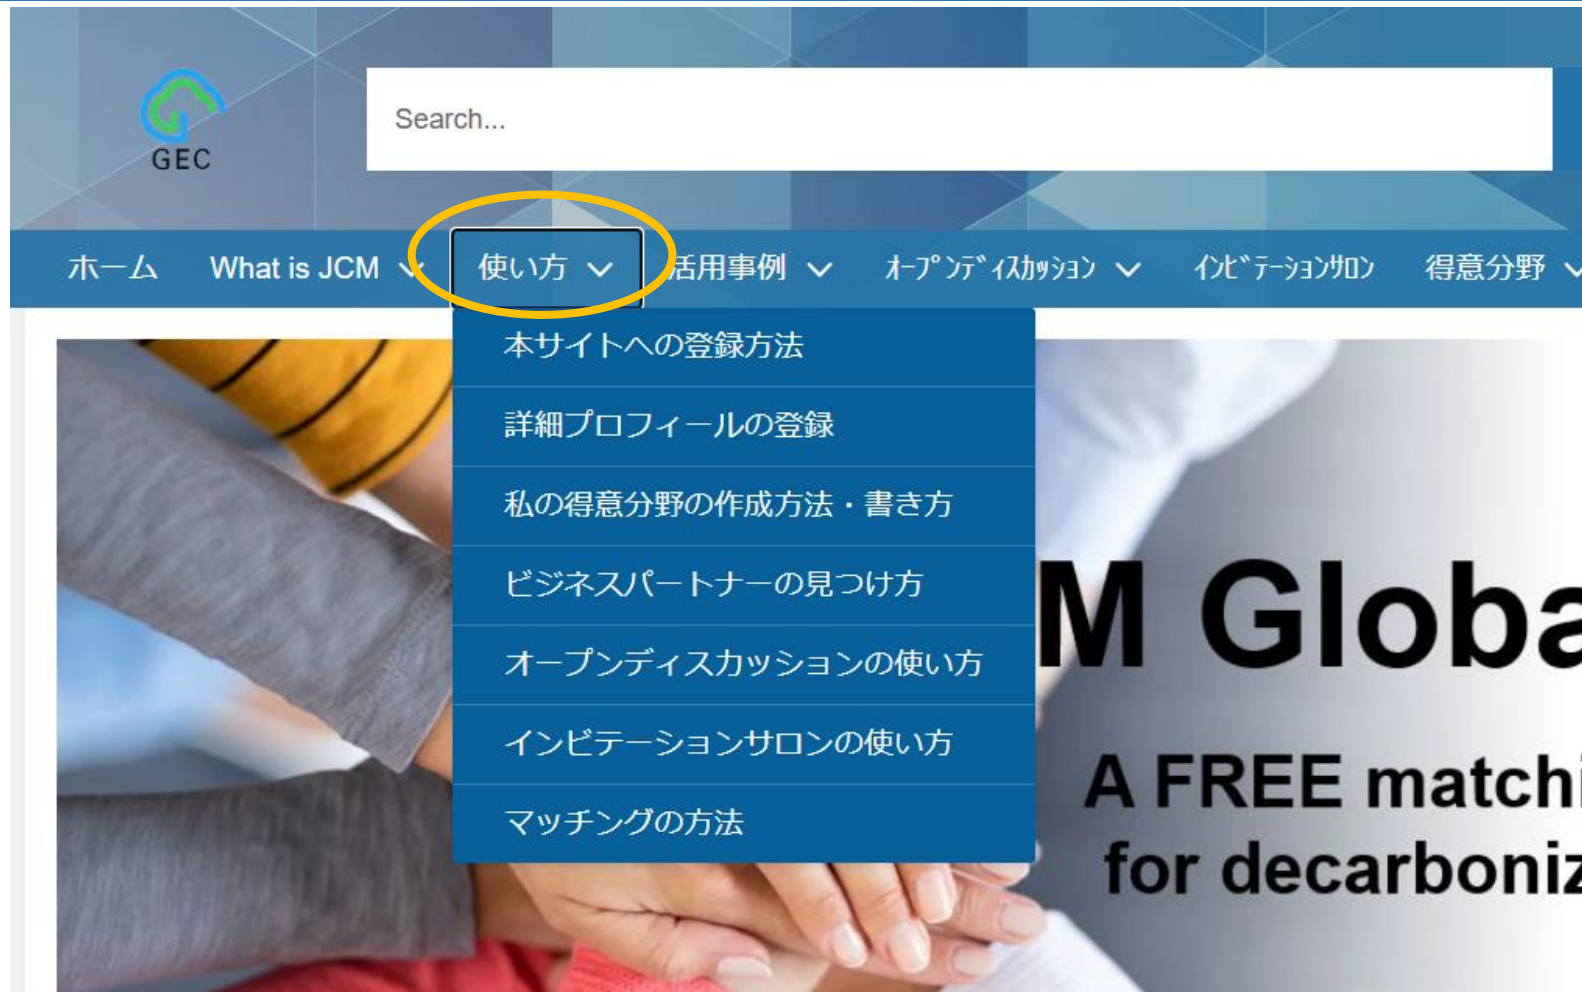 GEC
Search...
ホーム What is JCM 使い方 活用事例 ｵｰﾌﾟﾝﾃﾞｨｽｶｯｼｮﾝ ｲﾝﾋﾞﾃｰｼｮﾝｻﾛﾝ 得意分野
本サイトへの登録方法
詳細プロフィールの登録
私の得意分野の作成方法・書き方
ビジネスパートナーの見つけ方
オープンディスカッションの使い方
インビテーションサロンの使い方
マッチングの方法
M Globa
A FREE matchi
for decarboniz